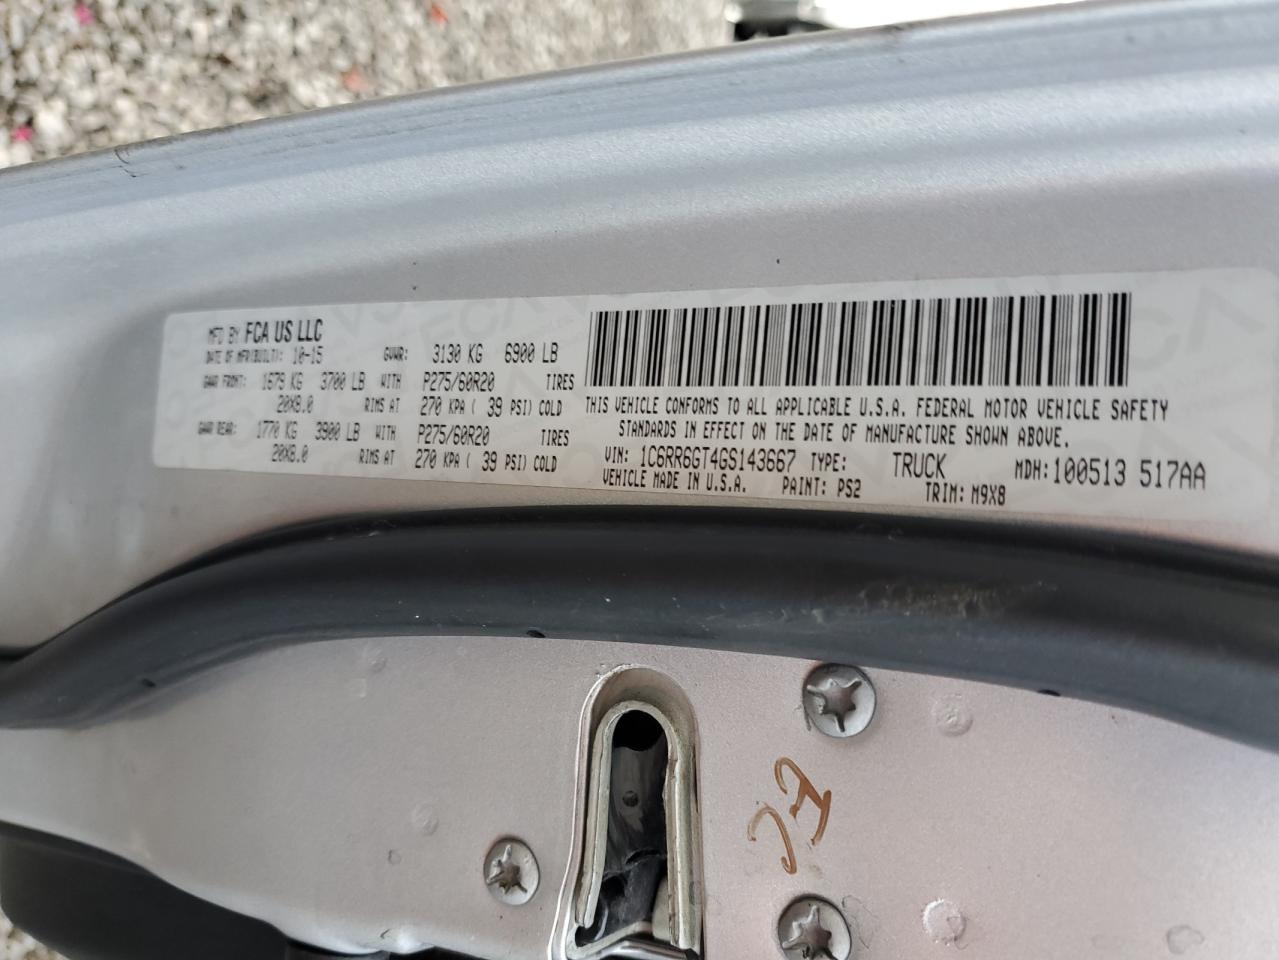 MFD BY FCA US LLC
DATE OF MFR(BUILT): 10-15 GVWR: 3130 KG 6900 LB
GAWR FRONT: 1679 KG 3700 LB WITH P275/60R20 TIRES
20X8.0 RIMS AT 270 KPA ( 39 PSI) COLD
GAWR REAR: 1770 KG 3900 LB WITH P275/60R20 TIRES
20X8.0 RIMS AT 270 KPA ( 39 PSI) COLD
THIS VEHICLE CONFORMS TO ALL APPLICABLE U.S.A. FEDERAL MOTOR VEHICLE SAFETY
STANDARDS IN EFFECT ON THE DATE OF MANUFACTURE SHOWN ABOVE.
VIN: 1C6RR6GT4GS143667 TYPE: TRUCK MDH: 100513 517AA
VEHICLE MADE IN U.S.A. PAINT: PS2 TRIM: M9X8